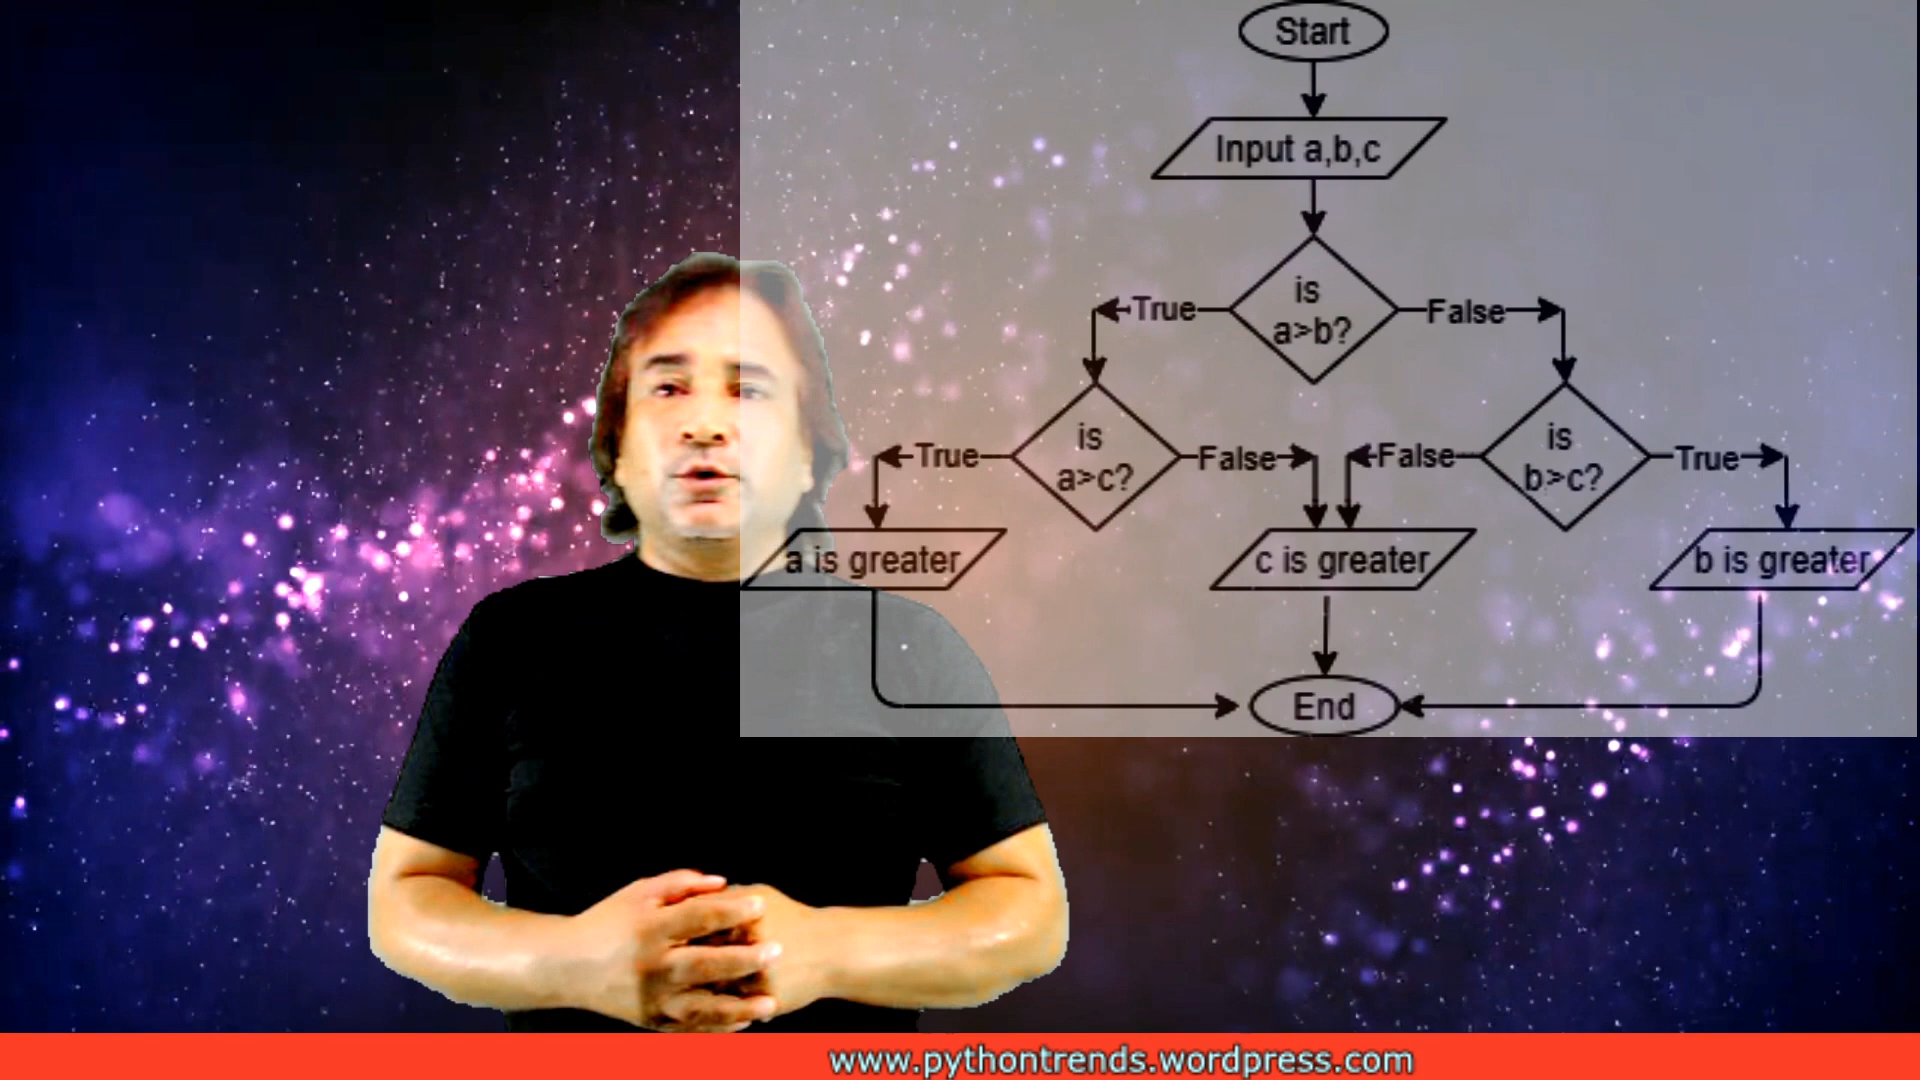 Start
Input a,b,c
is
a>b?
True
False
is
a>c?
is
b>c?
True
False
False
True
a is greater
c is greater
b is greater
End
www.pythontrends.wordpress.com